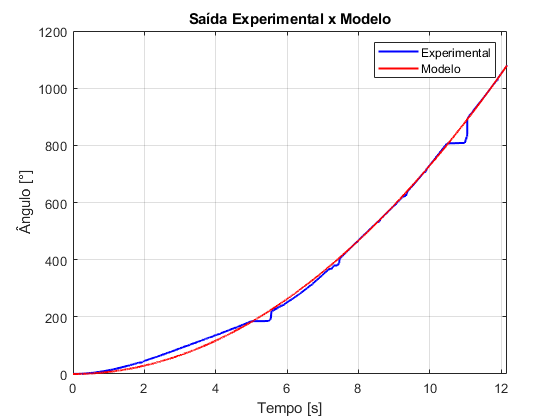 Saída Experimental x Modelo
Experimental
Modelo
1200
1000
800
600
400
200
0
Ângulo [°]
0 2 4 6 8 10 12
Tempo [s]